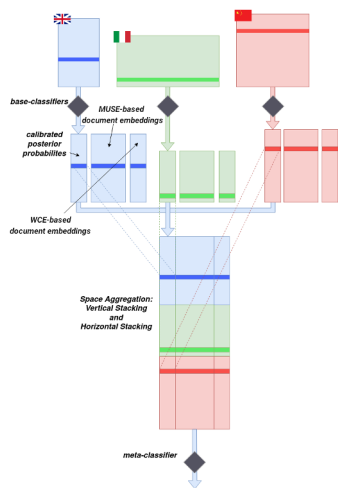 base-classifiers
MUSE-based
document embeddings
calibrated
posterior
probabilites
WCE-based document
embeddings
Space Aggregation:
Vertical Stacking
and
Horizontal Stacking
meta-classifier